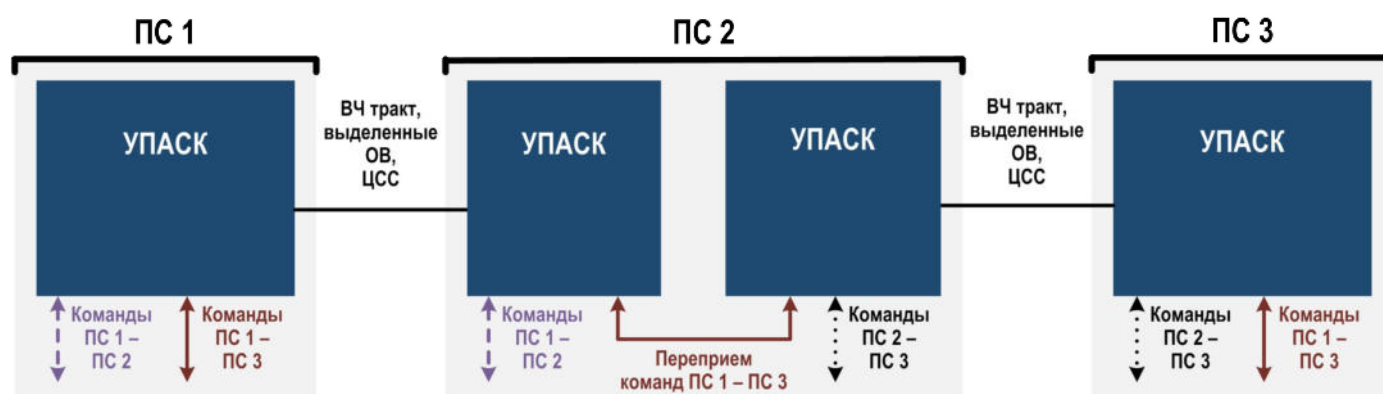 ПС 1
ПС 2
ПС 3
УПАСК
ВЧ тракт,
выделенные
ОВ,
ЦСС
УПАСК
УПАСК
ВЧ тракт,
выделенные
ОВ,
ЦСС
УПАСК
Команды
ПС 1 –
ПС 2
Команды
ПС 1 –
ПС 3
Команды
ПС 1 –
ПС 2
Переприем
команд ПС 1 – ПС 3
Команды
ПС 2 –
ПС 3
Команды
ПС 2 –
ПС 3
Команды
ПС 1 –
ПС 3